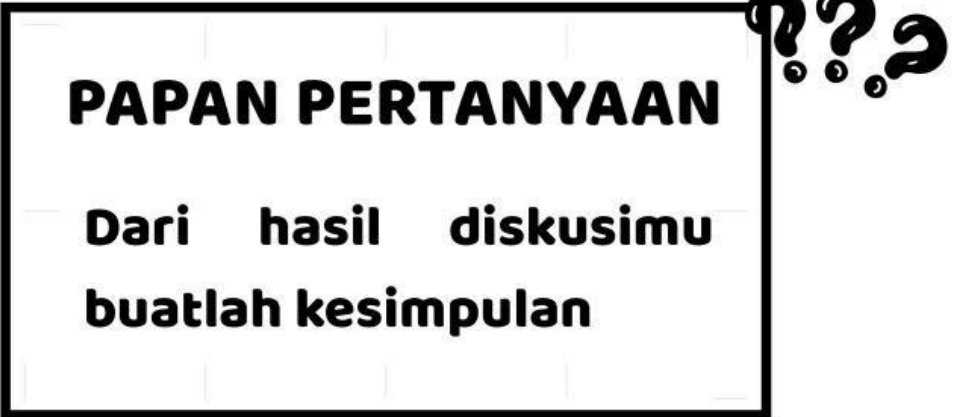 PAPAN PERTANYAAN
Dari hasil diskusimu
buatlah kesimpulan